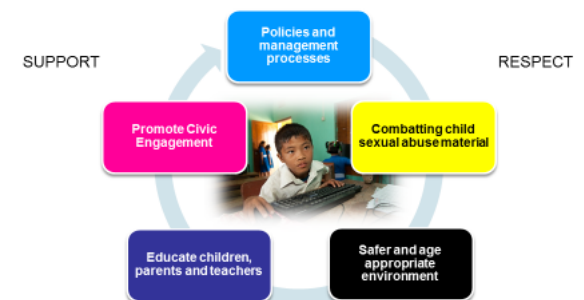 Policies and
management
processes
SUPPORT
RESPECT
Promote Civic
Engagement
Combatting child
sexual abuse material
Educate children,
parents and teachers
Safer and age
appropriate
environment